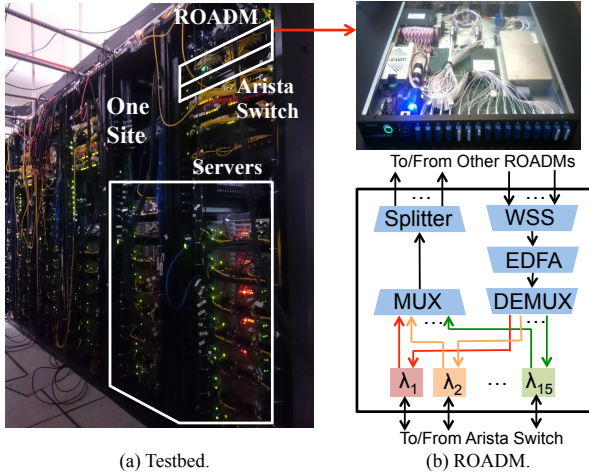 ROADM
Arista
Switch
One
Site
Servers
To/From Other ROADMs
...
...
Splitter
WSS
EDFA
MUX
DEMUX
...
...
λ1
λ2
...
λ15
To/From Arista Switch
(a) Testbed.
(b) ROADM.